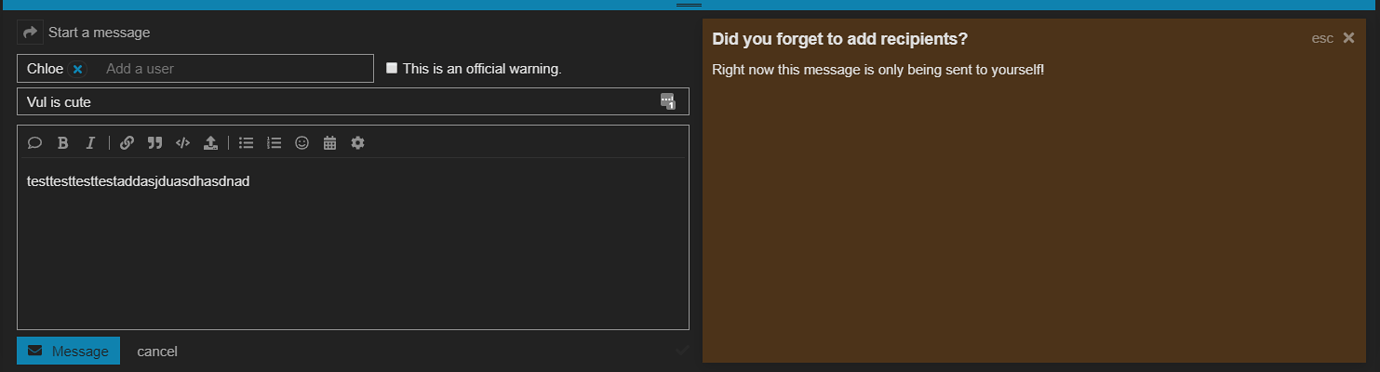 Start a message
Chloe × Add a user
This is an official warning.
Vul is cute
1
B I
testtesttesttestaddasjduasdhasdnad
Message cancel
Did you forget to add recipients?
esc ×
Right now this message is only being sent to yourself!